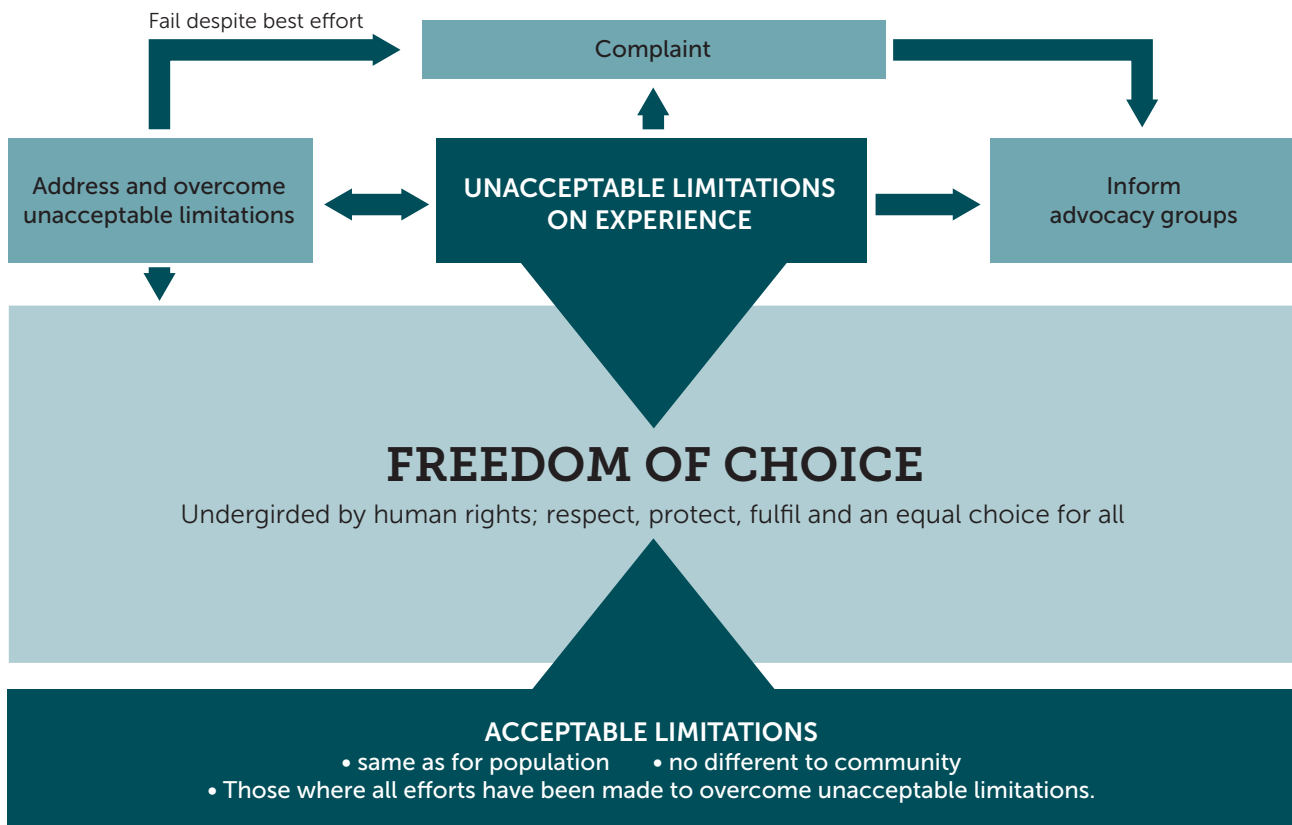 Fail despite best effort
Complaint
Address and overcome
unacceptable limitations
UNACCEPTABLE LIMITATIONS
ON EXPERIENCE
Inform
advocacy groups
FREEDOM OF CHOICE
Undergirded by human rights; respect, protect, fulfil and an equal choice for all
ACCEPTABLE LIMITATIONS
• same as for population • no different to community
• Those where all efforts have been made to overcome unacceptable limitations.